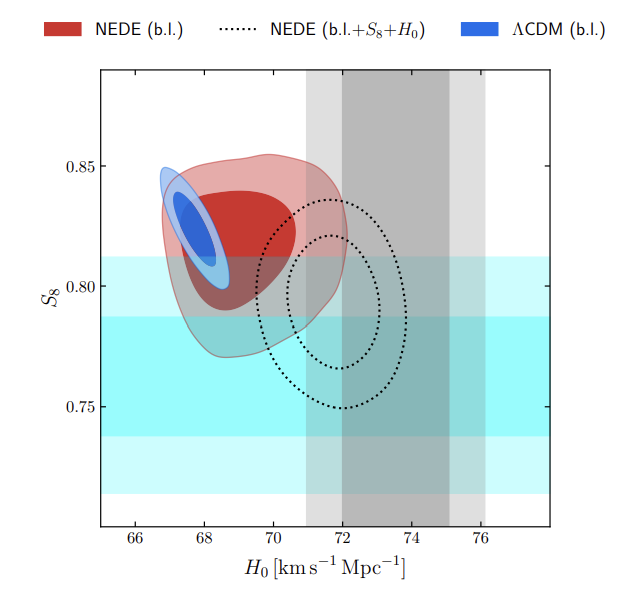 NEDE (b.l.) NEDE (b.l.+S₈+H₀) ΛCDM (b.l.)
0.85
0.80
0.75
S₈
66 68 70 72 74 76
H₀ [km s⁻¹ Mpc⁻¹]